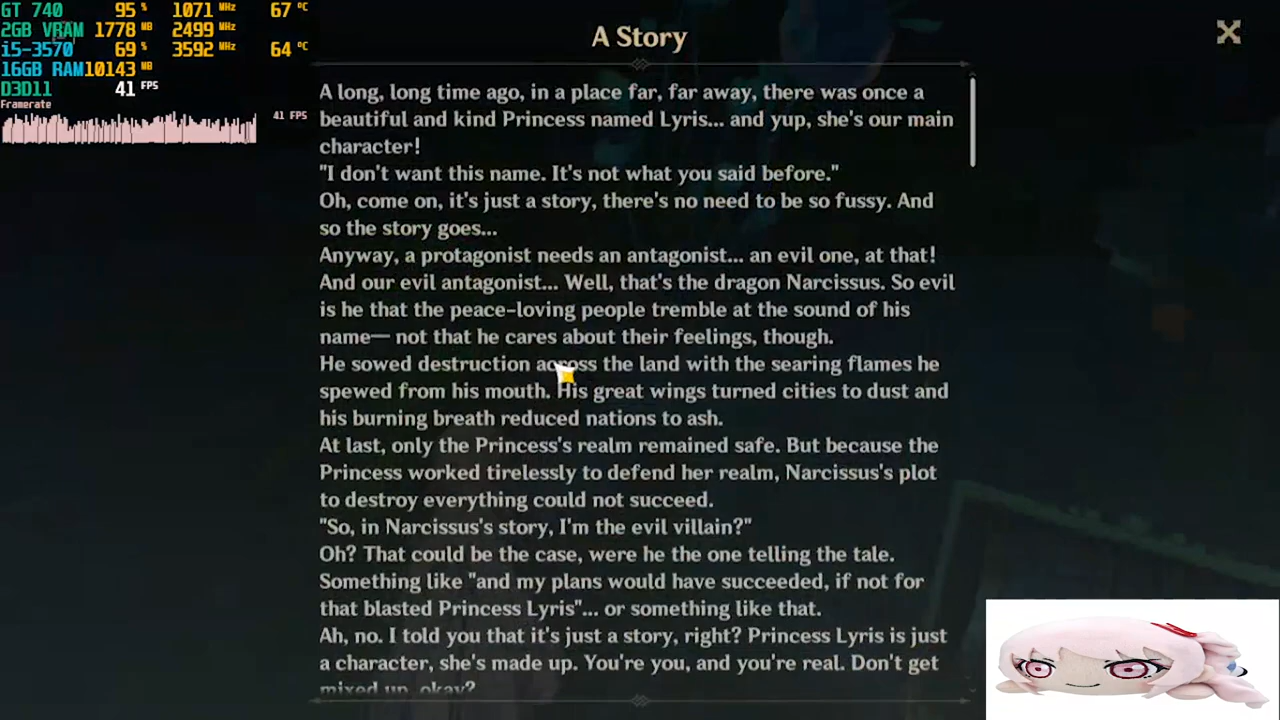 GT 740 95 % 1071 MHz 67 °C
2GB VRAM 1778 MB 2499 MHz
i5-3570 69 % 3592 MHz 64 °C
16GB RAM 10143 MB
D3D11 41 FPS
Framerate
41 FPS
A Story
A long, long time ago, in a place far, far away, there was once a
beautiful and kind Princess named Lyris... and yup, she's our main
character!
"I don't want this name. It's not what you said before."
Oh, come on, it's just a story, there's no need to be so fussy. And
so the story goes...
Anyway, a protagonist needs an antagonist... an evil one, at that!
And our evil antagonist... Well, that's the dragon Narcissus. So evil
is he that the peace-loving people tremble at the sound of his
name— not that he cares about their feelings, though.
He sowed destruction across the land with the searing flames he
spewed from his mouth. His great wings turned cities to dust and
his burning breath reduced nations to ash.
At last, only the Princess's realm remained safe. But because the
Princess worked tirelessly to defend her realm, Narcissus's plot
to destroy everything could not succeed.
"So, in Narcissus's story, I'm the evil villain?"
Oh? That could be the case, were he the one telling the tale.
Something like "and my plans would have succeeded, if not for
that blasted Princess Lyris"... or something like that.
Ah, no. I told you that it's just a story, right? Princess Lyris is just
a character, she's made up. You're you, and you're real. Don't get
mixed up, okay?